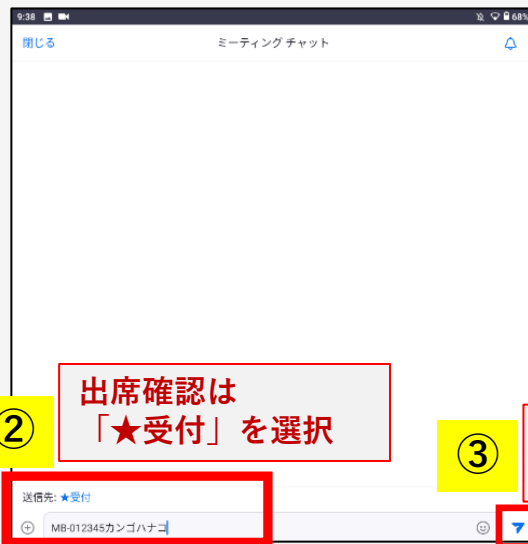 9:38
68%
閉じる
ミーティング チャット
出席確認は
「★受付」を選択
②
③
送信先: ★受付
MB-012345カンゴハナコ